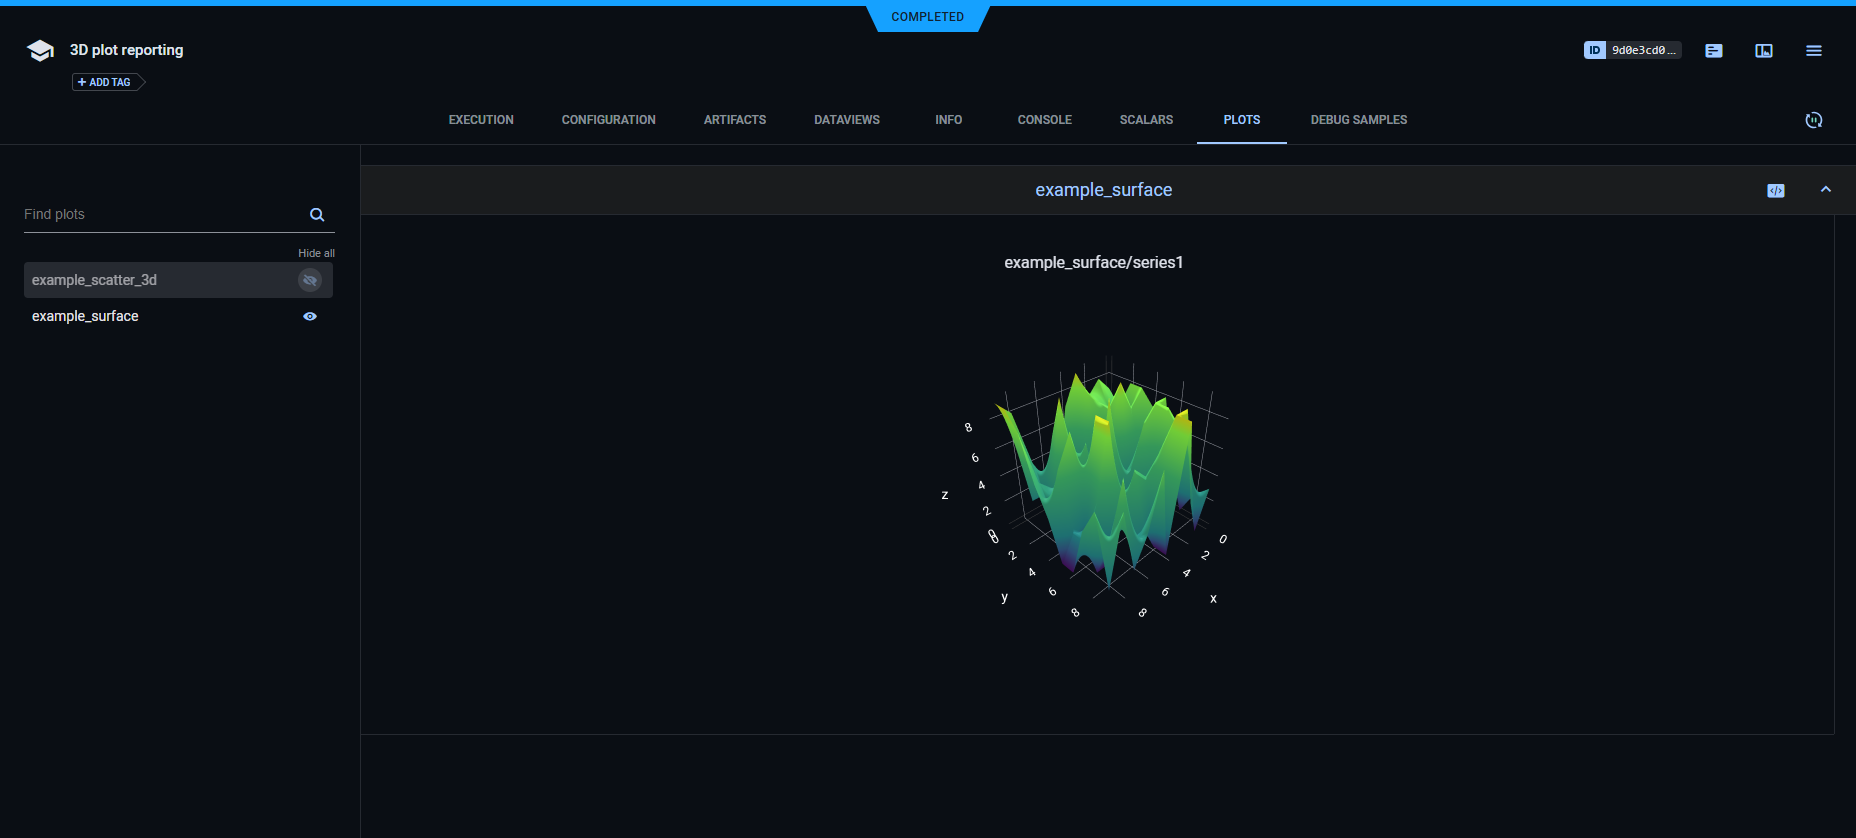 COMPLETED
3D plot reporting
ID 9d0e3cd0...
+ ADD TAG
EXECUTION CONFIGURATION ARTIFACTS DATAVIEWS INFO CONSOLE SCALARS PLOTS DEBUG SAMPLES
Find plots
Hide all
example_scatter_3d
example_surface
example_surface
example_surface/series1
8
6
4
2
0
z
0
2
4
6
8
y
0
2
4
6
8
x